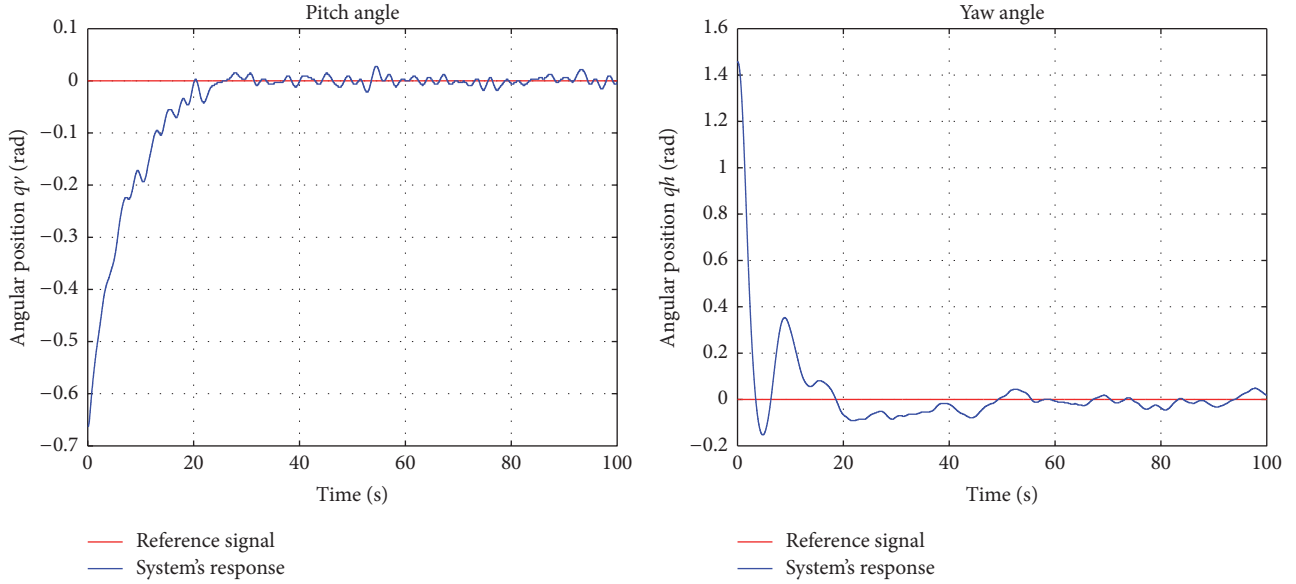 Pitch angle
0.1
0
−0.1
−0.2
−0.3
−0.4
−0.5
−0.6
−0.7
Angular position qv (rad)
0 20 40 60 80 100
Time (s)
Reference signal
System's response
Yaw angle
1.6
1.4
1.2
1
0.8
0.6
0.4
0.2
0
−0.2
Angular position qh (rad)
0 20 40 60 80 100
Time (s)
Reference signal
System's response